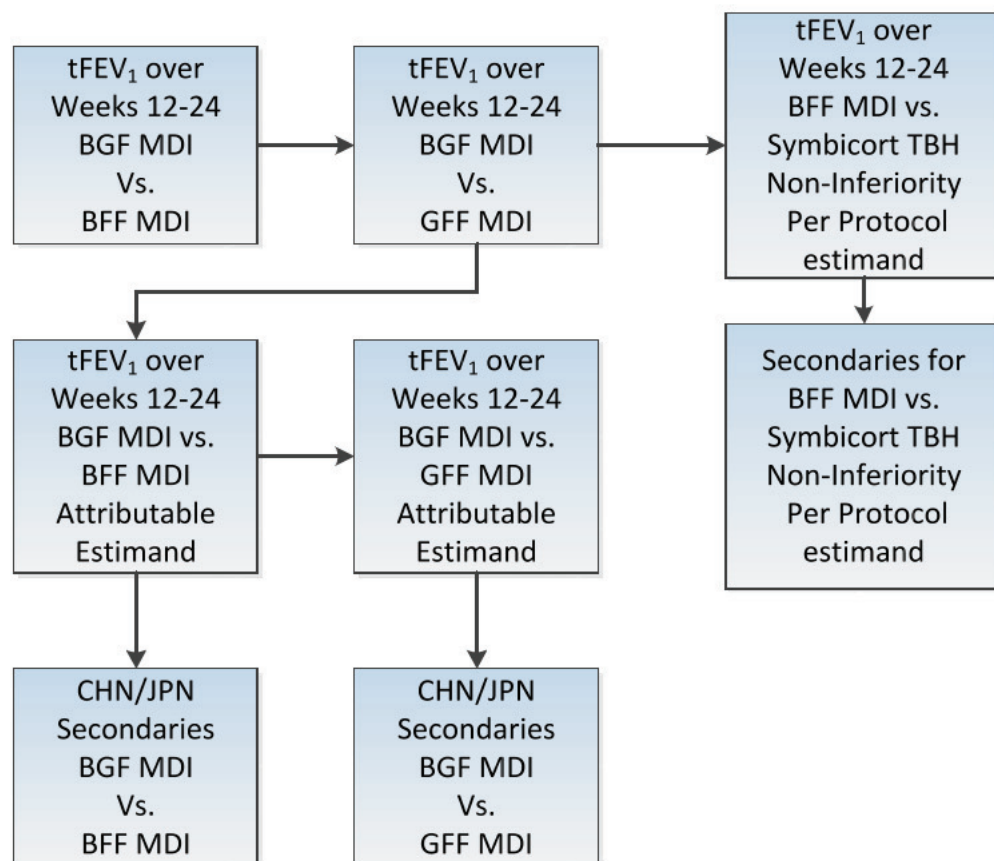 tFEV₁ over
Weeks 12-24
BGF MDI
Vs.
BFF MDI
tFEV₁ over
Weeks 12-24
BGF MDI
Vs.
GFF MDI
tFEV₁ over
Weeks 12-24
BFF MDI vs.
Symbicort TBH
Non-Inferiority
Per Protocol
estimand
tFEV₁ over
Weeks 12-24
BGF MDI vs.
BFF MDI
Attributable
Estimand
tFEV₁ over
Weeks 12-24
BGF MDI vs.
GFF MDI
Attributable
Estimand
Secondaries for
BFF MDI vs.
Symbicort TBH
Non-Inferiority
Per Protocol
estimand
CHN/JPN
Secondaries
BGF MDI
Vs.
BFF MDI
CHN/JPN
Secondaries
BGF MDI
Vs.
GFF MDI